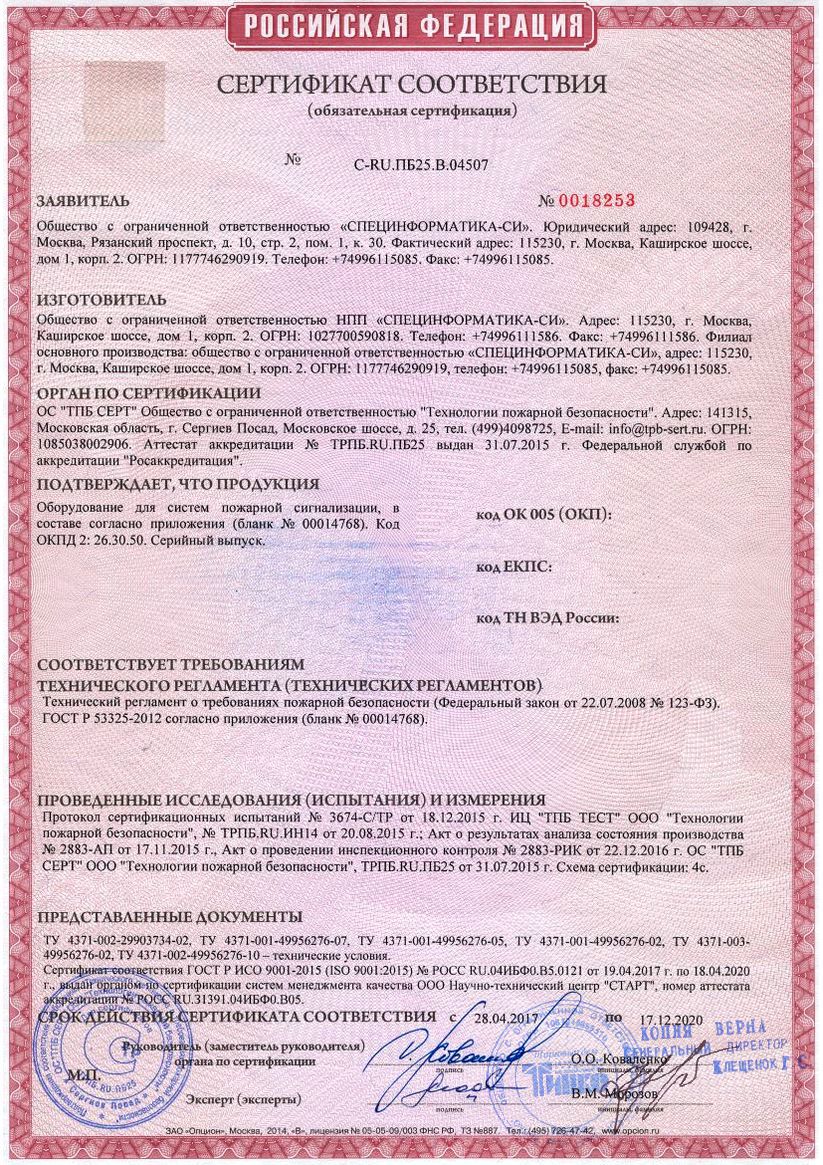 РОССИЙСКАЯ ФЕДЕРАЦИЯ
СЕРТИФИКАТ СООТВЕТСТВИЯ
(обязательная сертификация)
№ C-RU.ПБ25.В.04507
ЗАЯВИТЕЛЬ № 0018253
Общество с ограниченной ответственностью «СПЕЦИНФОРМАТИКА-СИ». Юридический адрес: 109428, г.
Москва, Рязанский проспект, д. 10, стр. 2, пом. 1, к. 30. Фактический адрес: 115230, г. Москва, Каширское шоссе,
дом 1, корп. 2. ОГРН: 1177746290919. Телефон: +74996115085. Факс: +74996115085.
ИЗГОТОВИТЕЛЬ
Общество с ограниченной ответственностью НПП «СПЕЦИНФОРМАТИКА-СИ». Адрес: 115230, г. Москва,
Каширское шоссе, дом 1, корп. 2. ОГРН: 1027700590818. Телефон: +74996111586. Факс: +74996111586. Филиал
основного производства: общество с ограниченной ответственностью «СПЕЦИНФОРМАТИКА-СИ», адрес: 115230,
г. Москва, Каширское шоссе, дом 1, корп. 2. ОГРН: 1177746290919, телефон: +74996115085, факс: +74996115085.
ОРГАН ПО СЕРТИФИКАЦИИ
ОС "ТПБ СЕРТ" Общество с ограниченной ответственностью "Технологии пожарной безопасности". Адрес: 141315,
Московская область, г. Сергиев Посад, Московское шоссе, д. 25, тел. (499)4098725, E-mail: info@tpb-sert.ru. ОГРН:
1085038002906. Аттестат аккредитации № ТРПБ.RU.ПБ25 выдан 31.07.2015 г. Федеральной службой по
аккредитации "Росаккредитация".
ПОДТВЕРЖДАЕТ, ЧТО ПРОДУКЦИЯ
Оборудование для систем пожарной сигнализации, в
составе согласно приложения (бланк № 00014768). Код
ОКПД 2: 26.30.50. Серийный выпуск.
код ОК 005 (ОКП):
код ЕКПС:
код ТН ВЭД России:
СООТВЕТСТВУЕТ ТРЕБОВАНИЯМ
ТЕХНИЧЕСКОГО РЕГЛАМЕНТА (ТЕХНИЧЕСКИХ РЕГЛАМЕНТОВ)
Технический регламент о требованиях пожарной безопасности (Федеральный закон от 22.07.2008 № 123-ФЗ).
ГОСТ Р 53325-2012 согласно приложения (бланк № 00014768).
ПРОВЕДЕННЫЕ ИССЛЕДОВАНИЯ (ИСПЫТАНИЯ) И ИЗМЕРЕНИЯ
Протокол сертификационных испытаний № 3674-С/ТР от 18.12.2015 г. ИЦ "ТПБ ТЕСТ" ООО "Технологии
пожарной безопасности", № ТРПБ.RU.ИН14 от 20.08.2015 г.; Акт о результатах анализа состояния производства
№ 2883-АП от 17.11.2015 г., Акт о проведении инспекционного контроля № 2883-РИК от 22.12.2016 г. ОС "ТПБ
СЕРТ" ООО "Технологии пожарной безопасности", ТРПБ.RU.ПБ25 от 31.07.2015 г. Схема сертификации: 4с.
ПРЕДСТАВЛЕННЫЕ ДОКУМЕНТЫ
ТУ 4371-002-29903734-02, ТУ 4371-001-49956276-07, ТУ 4371-001-49956276-05, ТУ 4371-001-49956276-02, ТУ 4371-003-
49956276-02, ТУ 4371-002-49956276-10 – технические условия.
Сертификат соответствия ГОСТ Р ИСО 9001-2015 (ISO 9001:2015) № РОСС RU.04ИБФ0.В5.0121 от 19.04.2017 г. по 18.04.2020
г., выдан органом по сертификации систем менеджмента качества ООО Научно-технический центр "СТАРТ", номер аттестата
аккредитации № РОСС RU.31391.04ИБФ0.В05.
СРОК ДЕЙСТВИЯ СЕРТИФИКАТА СООТВЕТСТВИЯ с 28.04.2017 по 17.12.2020
КОПИЯ ВЕРНА
ГЕНЕРАЛЬНЫЙ ДИРЕКТОР
КЛЕЩЕНОК Г С
Руководитель (заместитель руководителя)
органа по сертификации
О.О. Коваленко
подпись инициалы, фамилия
М.П.
Эксперт (эксперты)
В.М. Морозов
подпись инициалы, фамилия
ЗАО «Опцион», Москва, 2014, «В», лицензия № 05-05-09/003 ФНС РФ, ТЗ №887. Тел.: (495) 726-47-42, www.opcion.ru